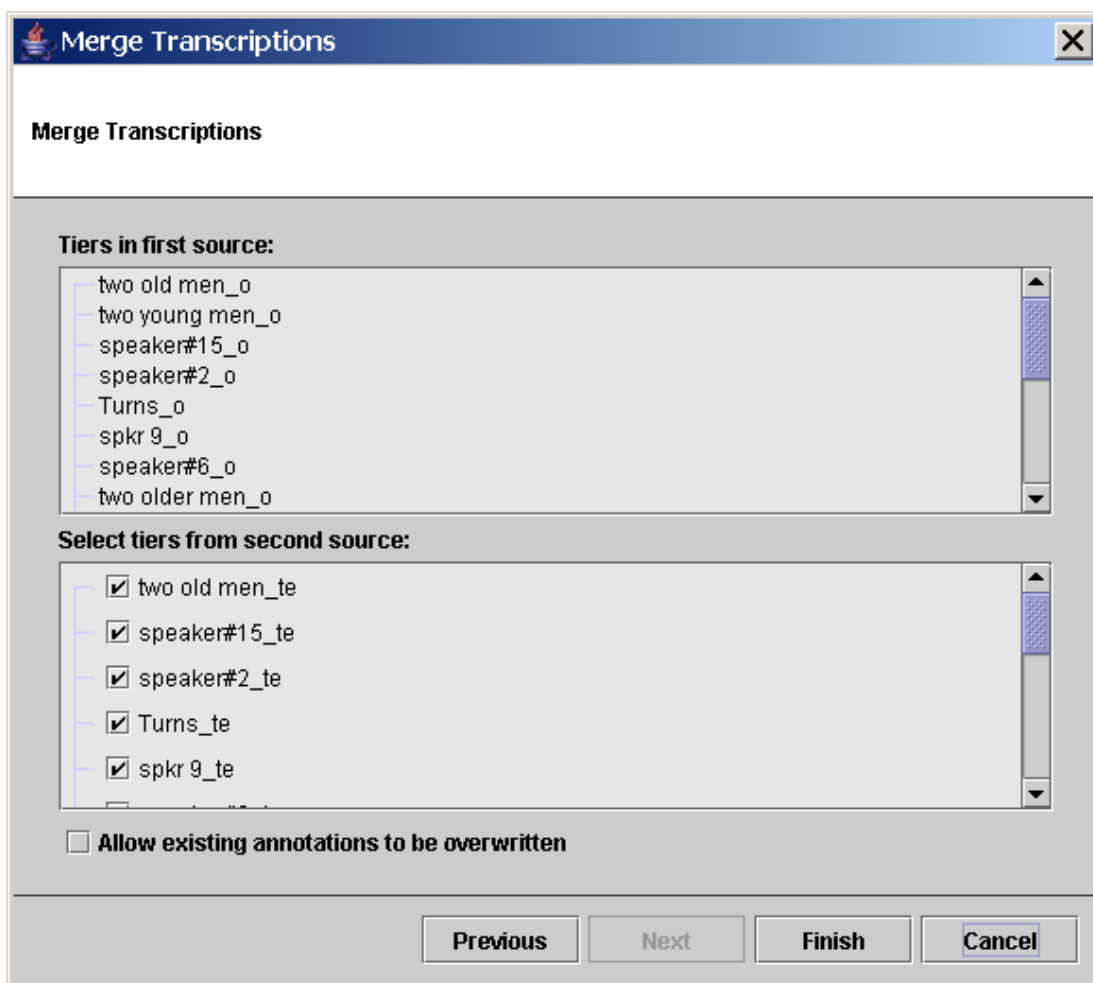 Merge Transcriptions
Merge Transcriptions
Tiers in first source:
two old men_o
two young men_o
speaker#15_o
speaker#2_o
Turns_o
spkr 9_o
speaker#6_o
two older men_o
Select tiers from second source:
two old men_te
speaker#15_te
speaker#2_te
Turns_te
spkr 9_te
Allow existing annotations to be overwritten
Previous Next Finish Cancel